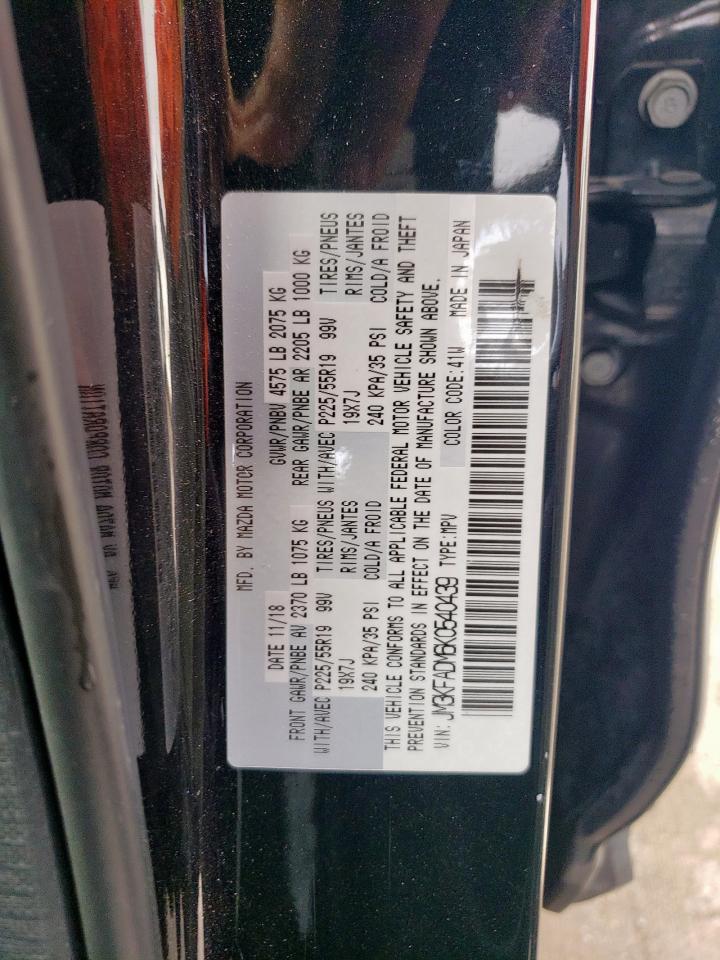 MFD. BY MAZDA MOTOR CORPORATION
DATE 11/18 GVWR/PNBV 4575 LB 2075 KG
FRONT GAWR/PNBE AV 2370 LB 1075 KG REAR GAWR/PNBE AR 2205 LB 1000 KG
WITH/AVEC P225/55R19 99V TIRES/PNEUS WITH/AVEC P225/55R19 99V TIRES/PNEUS
19X7J RIMS/JANTES 19X7J RIMS/JANTES
240 KPA/35 PSI COLD/A FROID 240 KPA/35 PSI COLD/A FROID
THIS VEHICLE CONFORMS TO ALL APPLICABLE FEDERAL MOTOR VEHICLE SAFETY AND THEFT
PREVENTION STANDARDS IN EFFECT ON THE DATE OF MANUFACTURE SHOWN ABOVE.
VIN: JM3KFADM6K0540439 TYPE:MPV COLOR CODE:41W MADE IN JAPAN